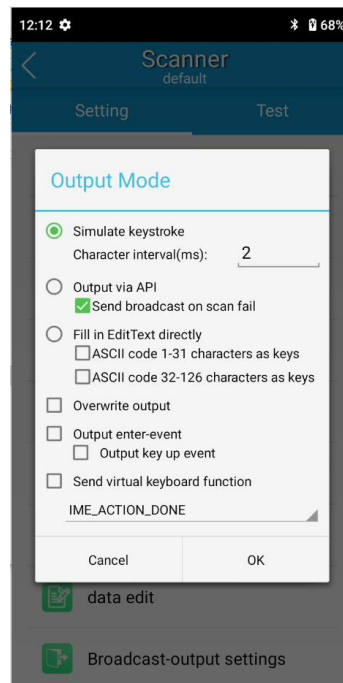 12:12
68%
Scanner
default
Setting
Test
Output Mode
Simulate keystroke
Character interval(ms): 2
Output via API
Send broadcast on scan fail
Fill in EditText directly
ASCII code 1-31 characters as keys
ASCII code 32-126 characters as keys
Overwrite output
Output enter-event
Output key up event
Send virtual keyboard function
IME_ACTION_DONE
Cancel
OK
data edit
Broadcast-output settings